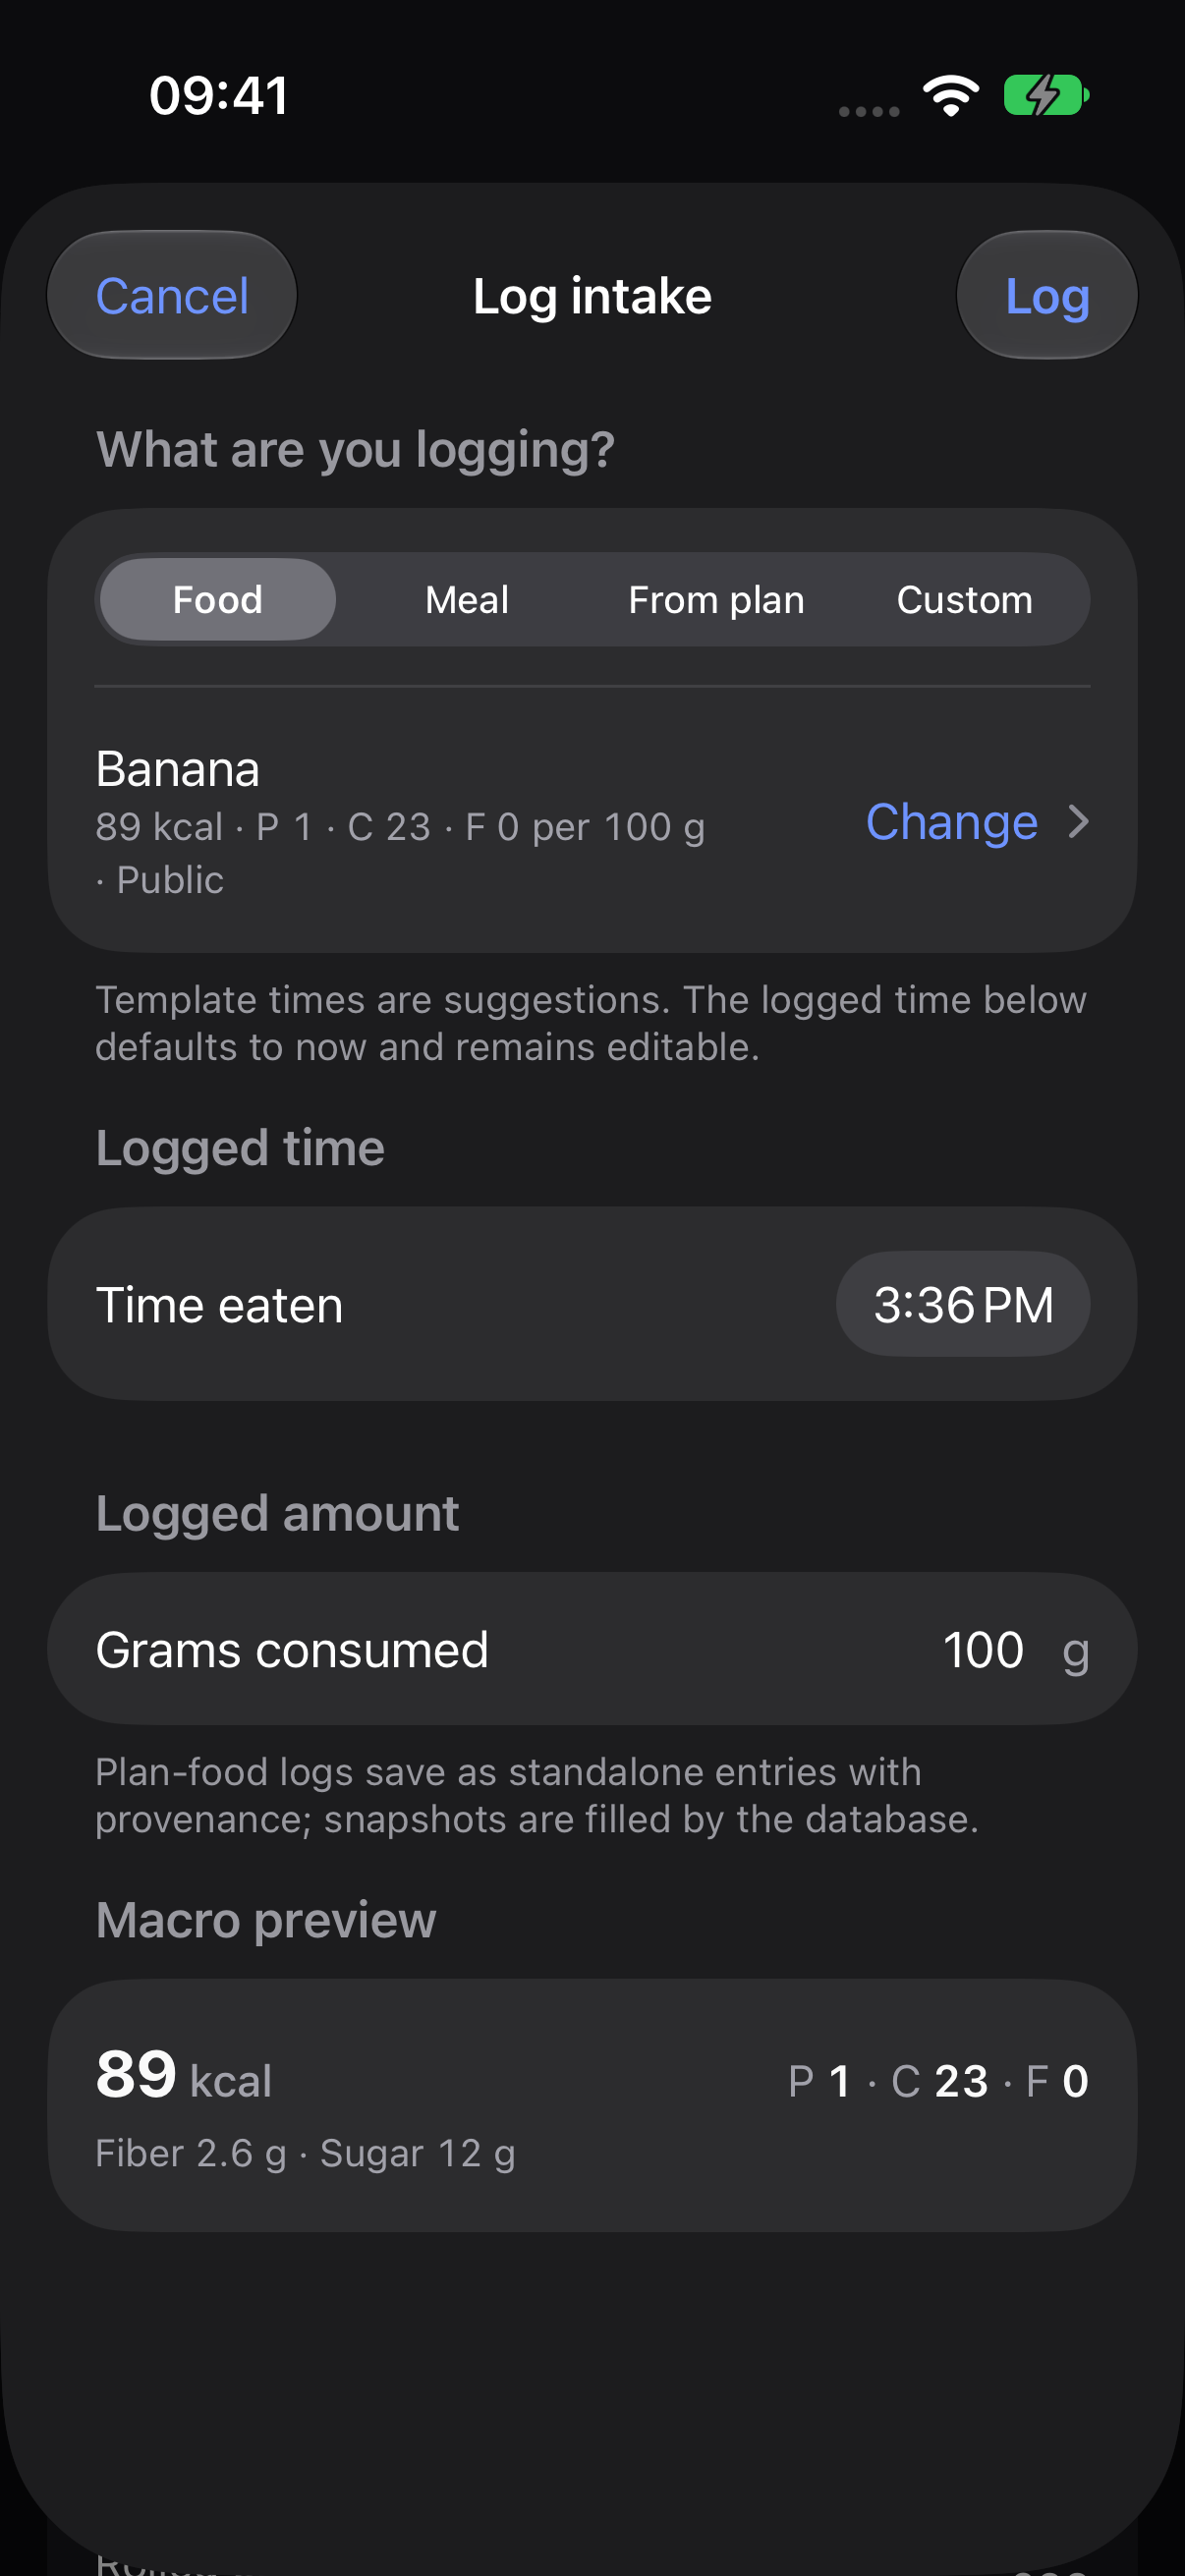 09:41
Cancel
Log intake
Log
What are you logging?
Food
Meal
From plan
Custom
Banana
89 kcal · P 1 · C 23 · F 0 per 100 g
· Public
Change
Template times are suggestions. The logged time below
defaults to now and remains editable.
Logged time
Time eaten
3:36 PM
Logged amount
Grams consumed
100 g
Plan-food logs save as standalone entries with
provenance; snapshots are filled by the database.
Macro preview
89 kcal
P 1 · C 23 · F 0
Fiber 2.6 g · Sugar 12 g